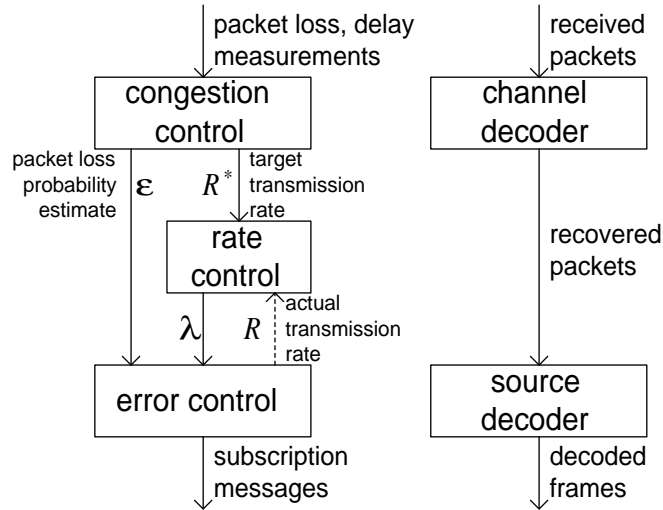 packet loss, delay
measurements
congestion
control
packet loss
probability
estimate
ε
R*
target
transmission
rate
rate
control
λ
R
actual
transmission
rate
error control
subscription
messages
received
packets
channel
decoder
recovered
packets
source
decoder
decoded
frames